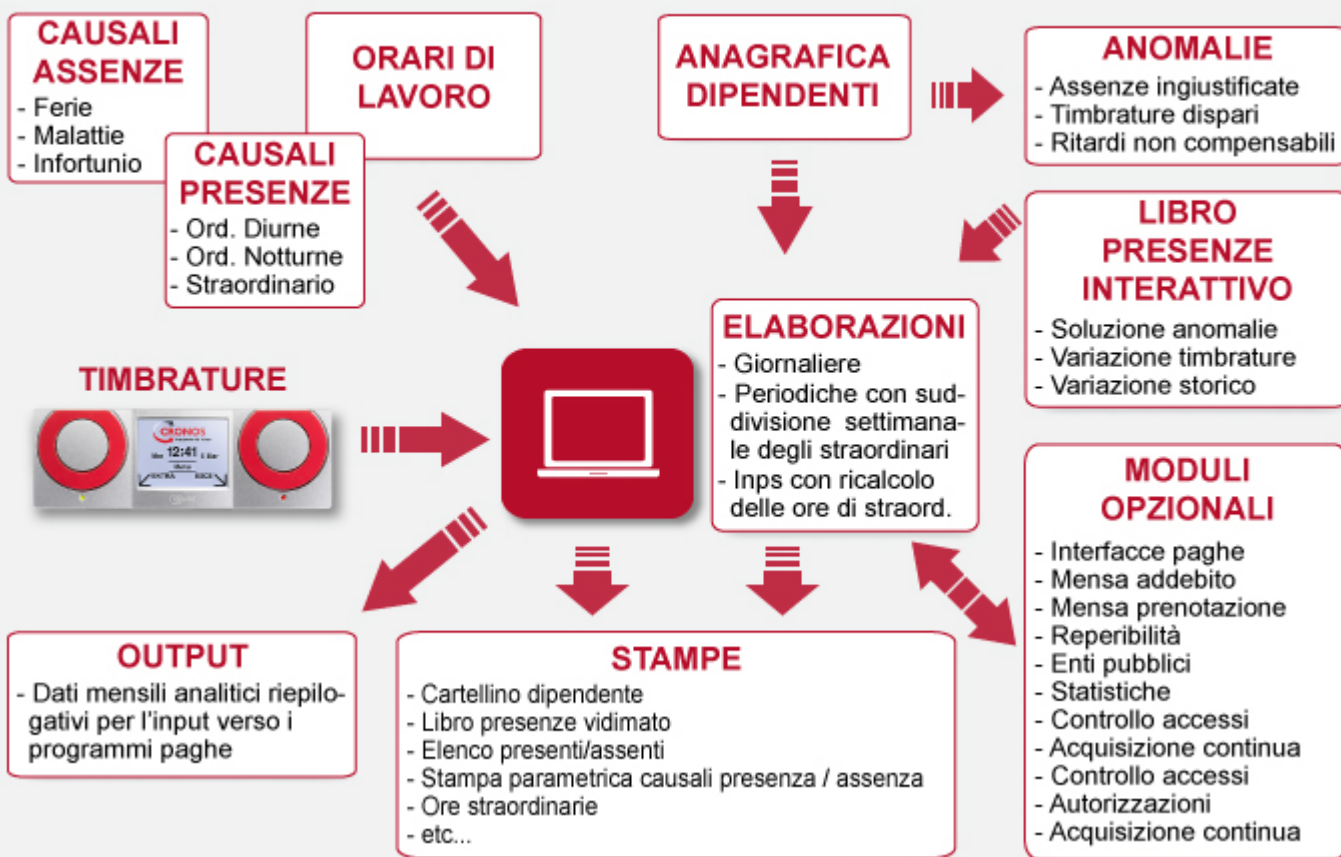 CAUSALI
ASSENZE
- Ferie
- Malattie
- Infortunio
CAUSALI
PRESENZE
- Ord. Diurne
- Ord. Notturne
- Straordinario
ORARI DI
LAVORO
ANAGRAFICA
DIPENDENTI
ANOMALIE
- Assenze ingiustificate
- Timbrature dispari
- Ritardi non compensabili
LIBRO
PRESENZE
INTERATTIVO
- Soluzione anomalie
- Variazione timbrature
- Variazione storico
TIMBRATURE
CRONOS
12:41
ELABORAZIONI
- Giornaliere
- Periodiche con sud-
divisione settimana-
le degli straordinari
- Inps con ricalcolo
delle ore di straord.
MODULI
OPZIONALI
- Interfacce paghe
- Mensa addebito
- Mensa prenotazione
- Reperibilità
- Enti pubblici
- Statistiche
- Controllo accessi
- Acquisizione continua
- Controllo accessi
- Autorizzazioni
- Acquisizione continua
OUTPUT
- Dati mensili analitici riepilo-
gativi per l'input verso i
programmi paghe
STAMPE
- Cartellino dipendente
- Libro presenze vidimato
- Elenco presenti/assenti
- Stampa parametrica causali presenza / assenza
- Ore straordinarie
- etc...